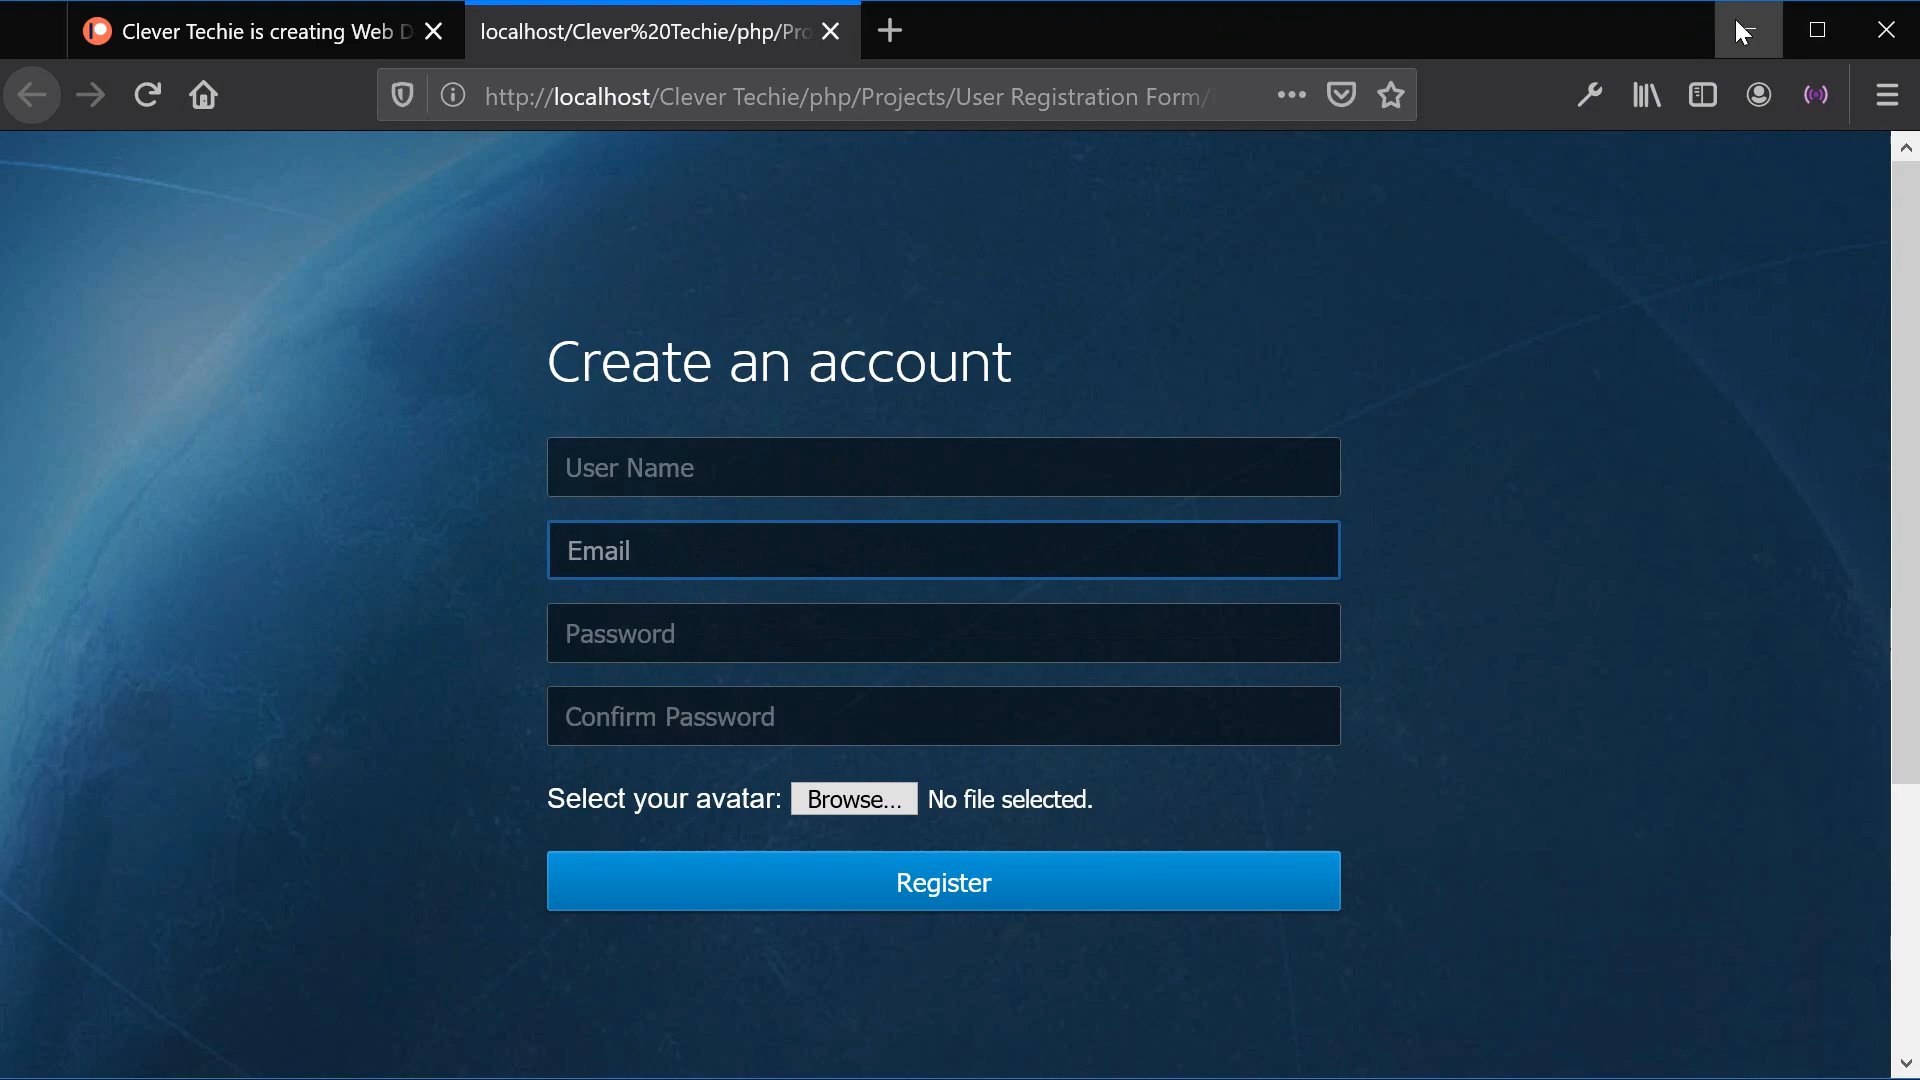 Clever Techie is creating Web D
localhost/Clever%20Techie/php/Pro
http://localhost/Clever Techie/php/Projects/User Registration Form/
Create an account
User Name
Email
Password
Confirm Password
Select your avatar: Browse... No file selected.
Register